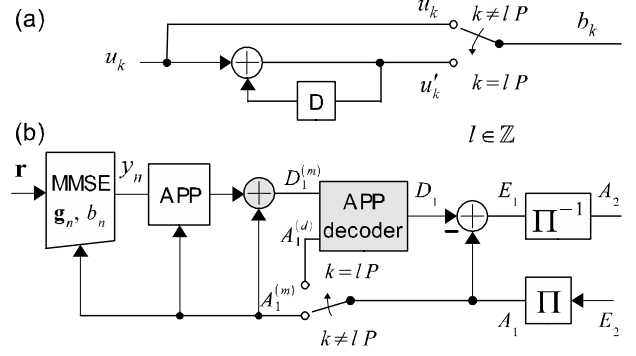 (a)
u_k
k ≠ l P
b_k
u_k
D
u'_k
k = l P
l ∈ ℤ
(b)
r
MMSE
g_n, b_n
y_n
APP
D_1^{(m)}
A_1^{(d)}
APP
decoder
D_1
E_1
Π^{-1}
A_2
k = l P
A_1^{(m)}
k ≠ l P
A_1
Π
E_2